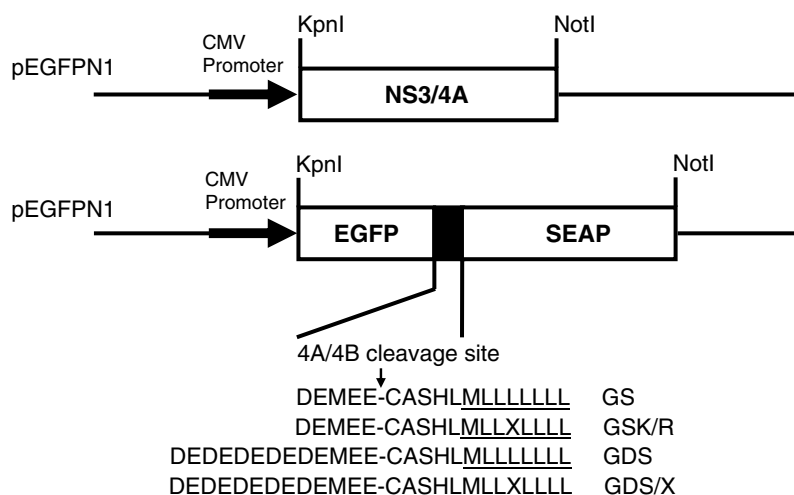 KpnI NotI
CMV
Promoter
pEGFPN1
NS3/4A
KpnI NotI
CMV
Promoter
pEGFPN1
EGFP SEAP
4A/4B cleavage site
DEMEE-CASHLMLLLLLLL GS
DEMEE-CASHLMLLXLLLL GSK/R
DEDEDEDEDEMEE-CASHLMLLLLLLL GDS
DEDEDEDEDEMEE-CASHLMLLXLLLL GDS/X